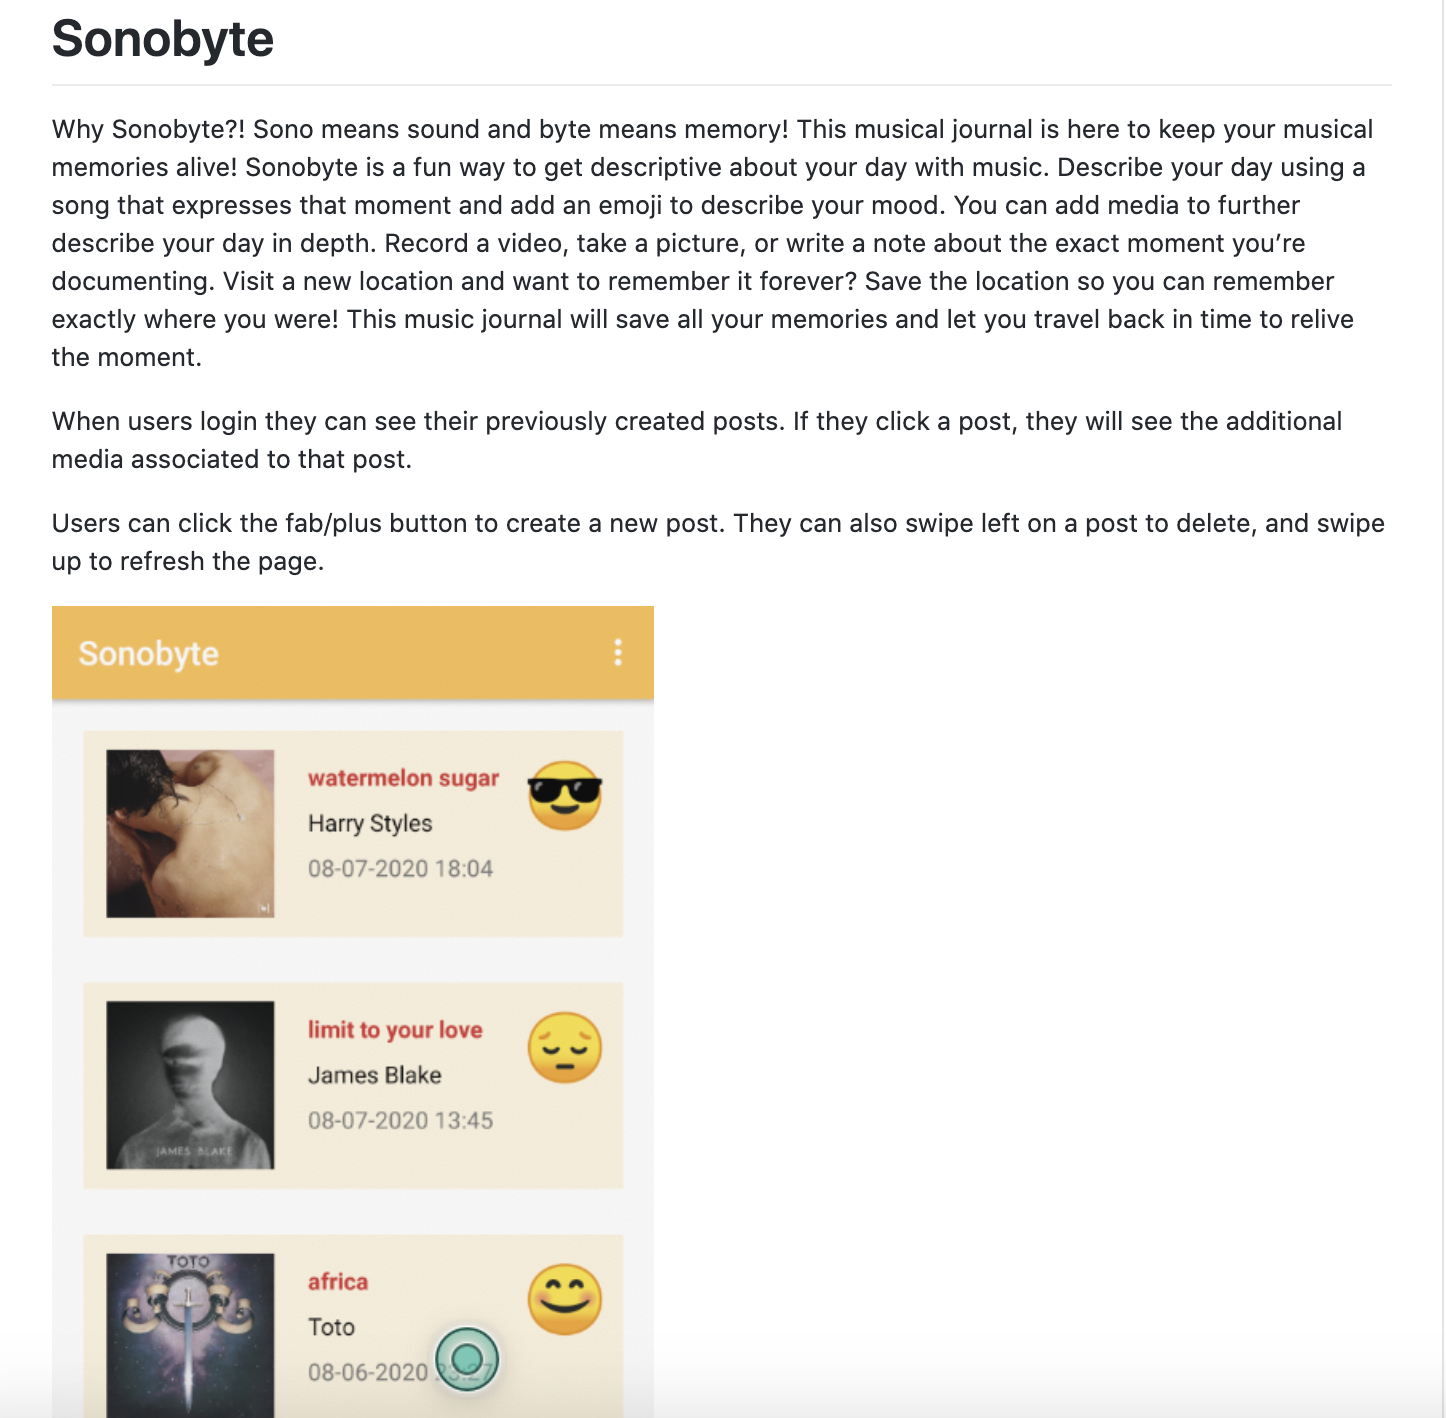 Sonobyte
Why Sonobyte?! Sono means sound and byte means memory! This musical journal is here to keep your musical
memories alive! Sonobyte is a fun way to get descriptive about your day with music. Describe your day using a
song that expresses that moment and add an emoji to describe your mood. You can add media to further
describe your day in depth. Record a video, take a picture, or write a note about the exact moment you’re
documenting. Visit a new location and want to remember it forever? Save the location so you can remember
exactly where you were! This music journal will save all your memories and let you travel back in time to relive
the moment.
When users login they can see their previously created posts. If they click a post, they will see the additional
media associated to that post.
Users can click the fab/plus button to create a new post. They can also swipe left on a post to delete, and swipe
up to refresh the page.
Sonobyte
watermelon sugar
Harry Styles
08-07-2020 18:04
limit to your love
James Blake
08-07-2020 13:45
JAMES BLAKE
TOTO
africa
Toto
08-06-2020